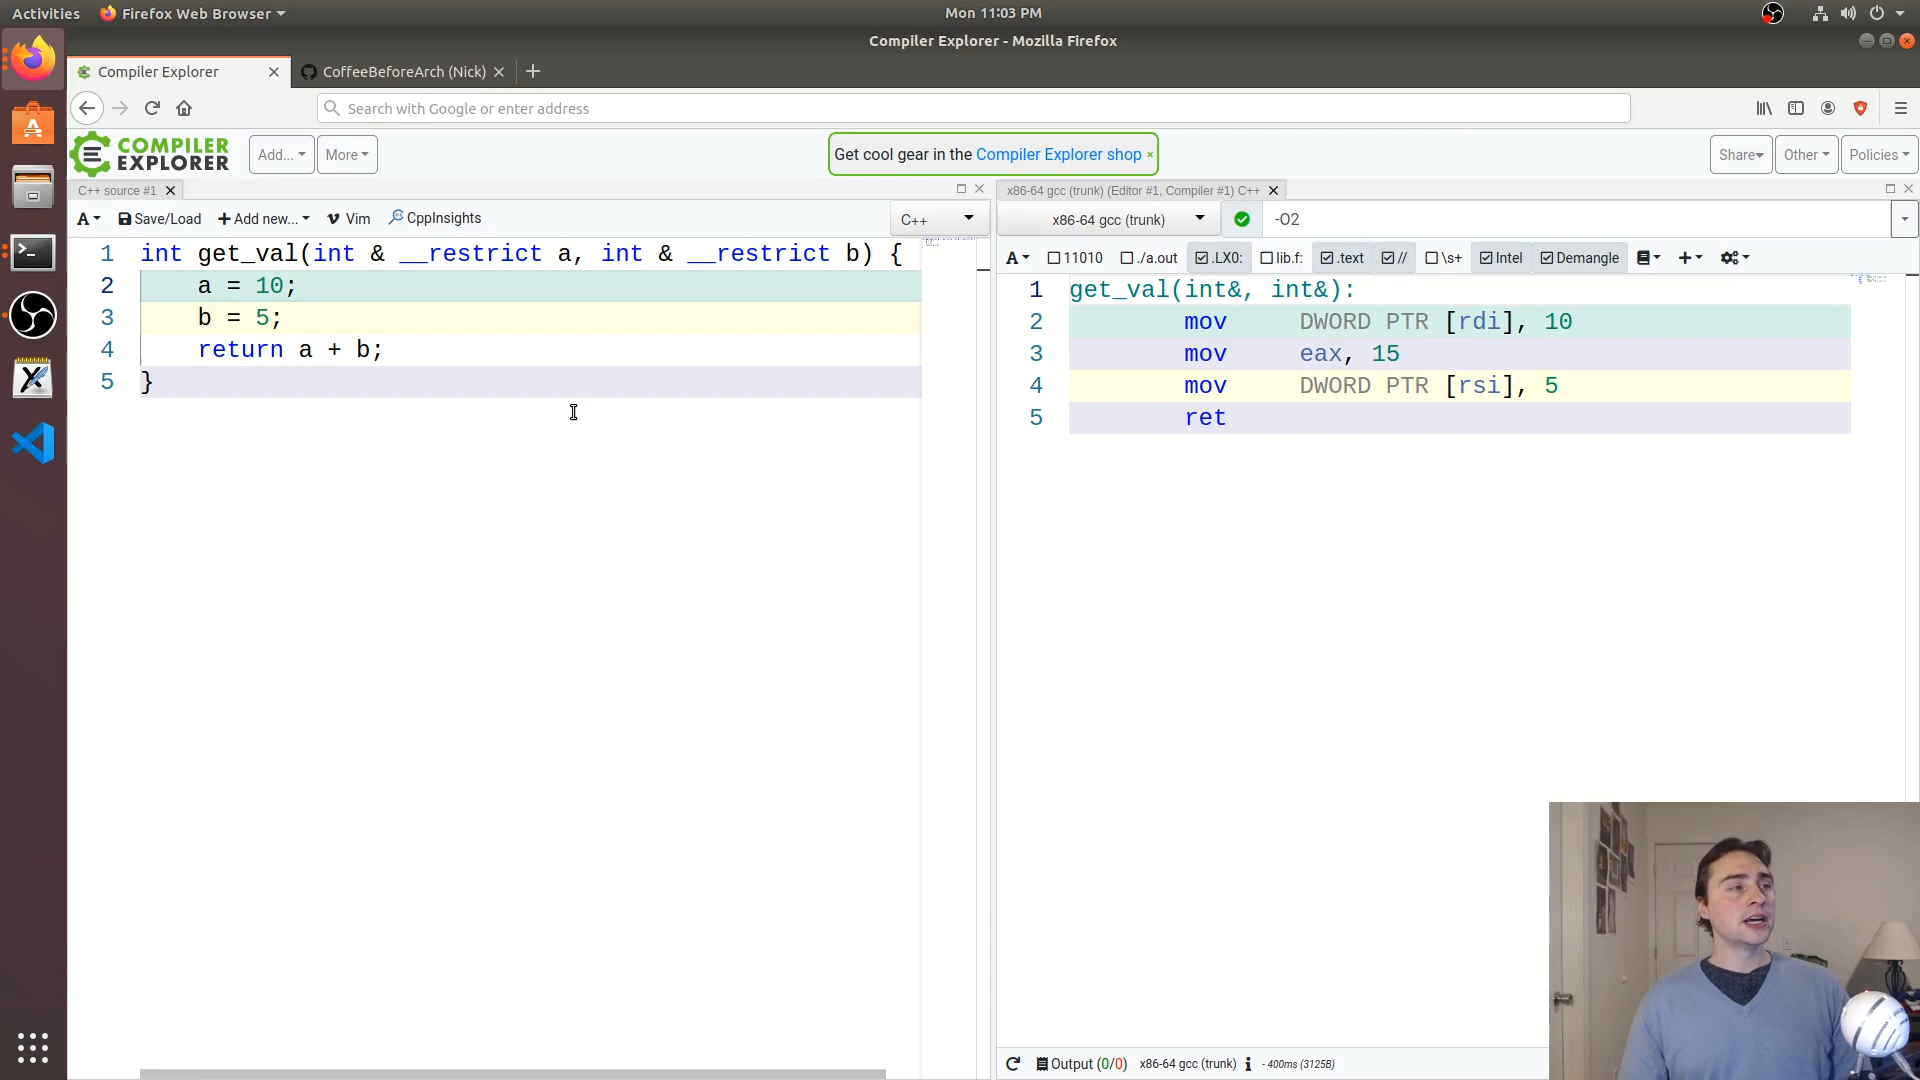 Activities Firefox Web Browser Mon 11:03 PM
Compiler Explorer - Mozilla Firefox
Compiler Explorer CoffeeBeforeArch (Nick)
Search with Google or enter address
COMPILER EXPLORER Add... More Get cool gear in the Compiler Explorer shop × Share Other Policies
C++ source #1 x86-64 gcc (trunk) (Editor #1, Compiler #1) C++
A Save/Load + Add new... Vim CppInsights C++ x86-64 gcc (trunk) -O2
A 11010 ./a.out .LX0: lib.f: .text // \s+ Intel Demangle
1 int get_val(int & __restrict a, int & __restrict b) {
2 a = 10;
3 b = 5;
4 return a + b;
5 }
1 get_val(int&, int&):
2 mov DWORD PTR [rdi], 10
3 mov eax, 15
4 mov DWORD PTR [rsi], 5
5 ret
Output (0/0) x86-64 gcc (trunk) i - 400ms (3125B)